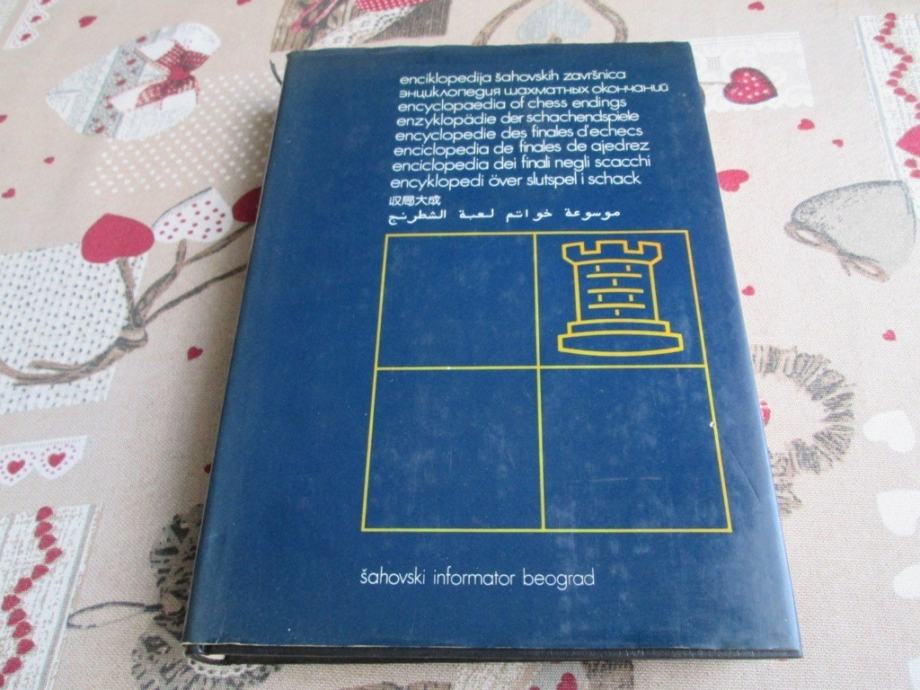 enciklopedija šahovskih završnica
энциклопедия шахматных окончаний
encyclopaedia of chess endings
enzyklopädie der schachendspiele
encyclopedie des finales d'echecs
enciclopedia de finales de ajedrez
enciclopedia dei finali negli scacchi
encyklopedi över slutspel i schack
収局大成
موسوعة خواتم لعبة الشطرنج
šahovski informator beograd